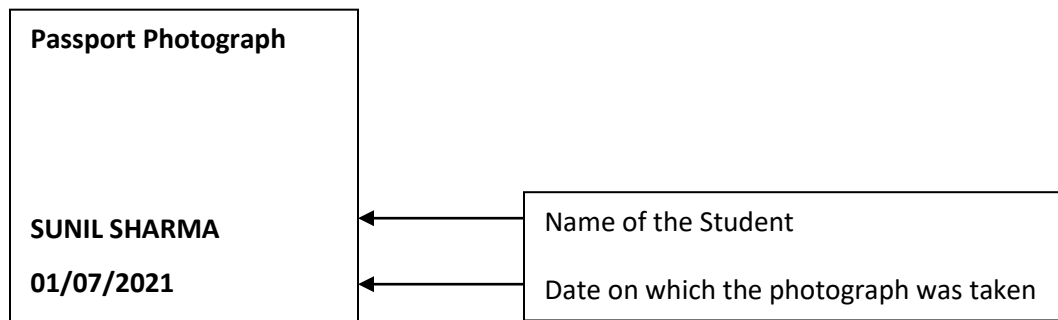 Passport Photograph
SUNIL SHARMA
Name of the Student
01/07/2021
Date on which the photograph was taken